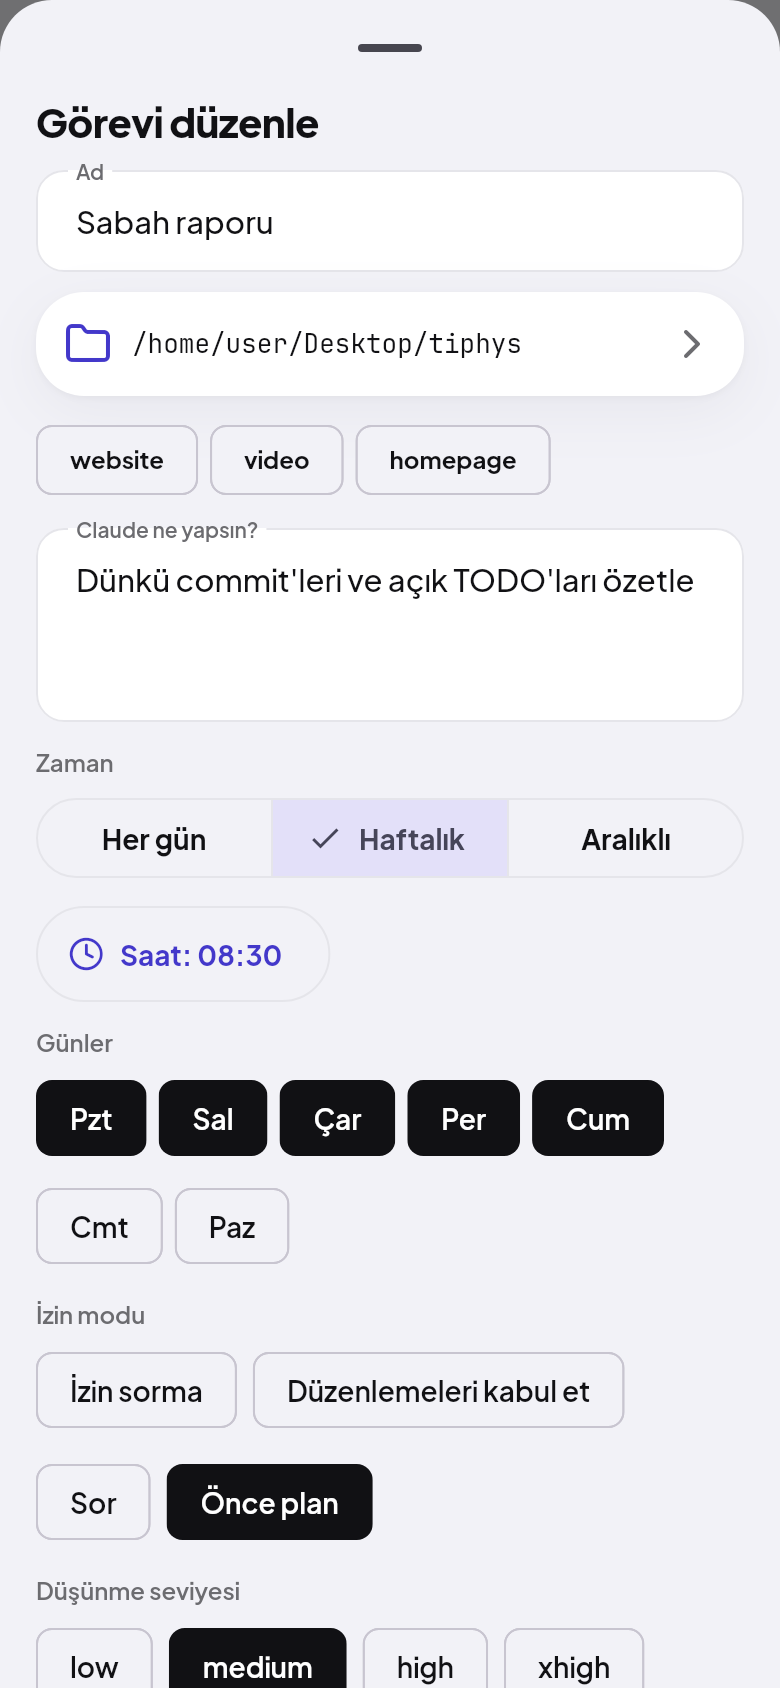 Görevi düzenle
Ad
Sabah raporu
/home/user/Desktop/tiphys
website video homepage
Claude ne yapsın?
Dünkü commit'leri ve açık TODO'ları özetle
Zaman
Her gün Haftalık Aralıklı
Saat: 08:30
Günler
Pzt Sal Çar Per Cum
Cmt Paz
İzin modu
İzin sorma Düzenlemeleri kabul et
Sor Önce plan
Düşünme seviyesi
low medium high xhigh